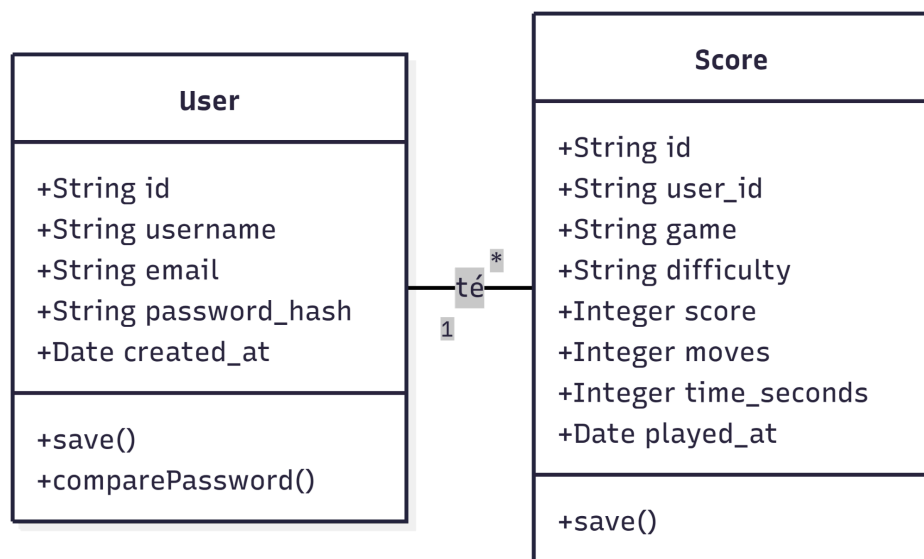 User
+String id
+String username
+String email
+String password_hash
+Date created_at
+save()
+comparePassword()
té
*
1
Score
+String id
+String user_id
+String game
+String difficulty
+Integer score
+Integer moves
+Integer time_seconds
+Date played_at
+save()